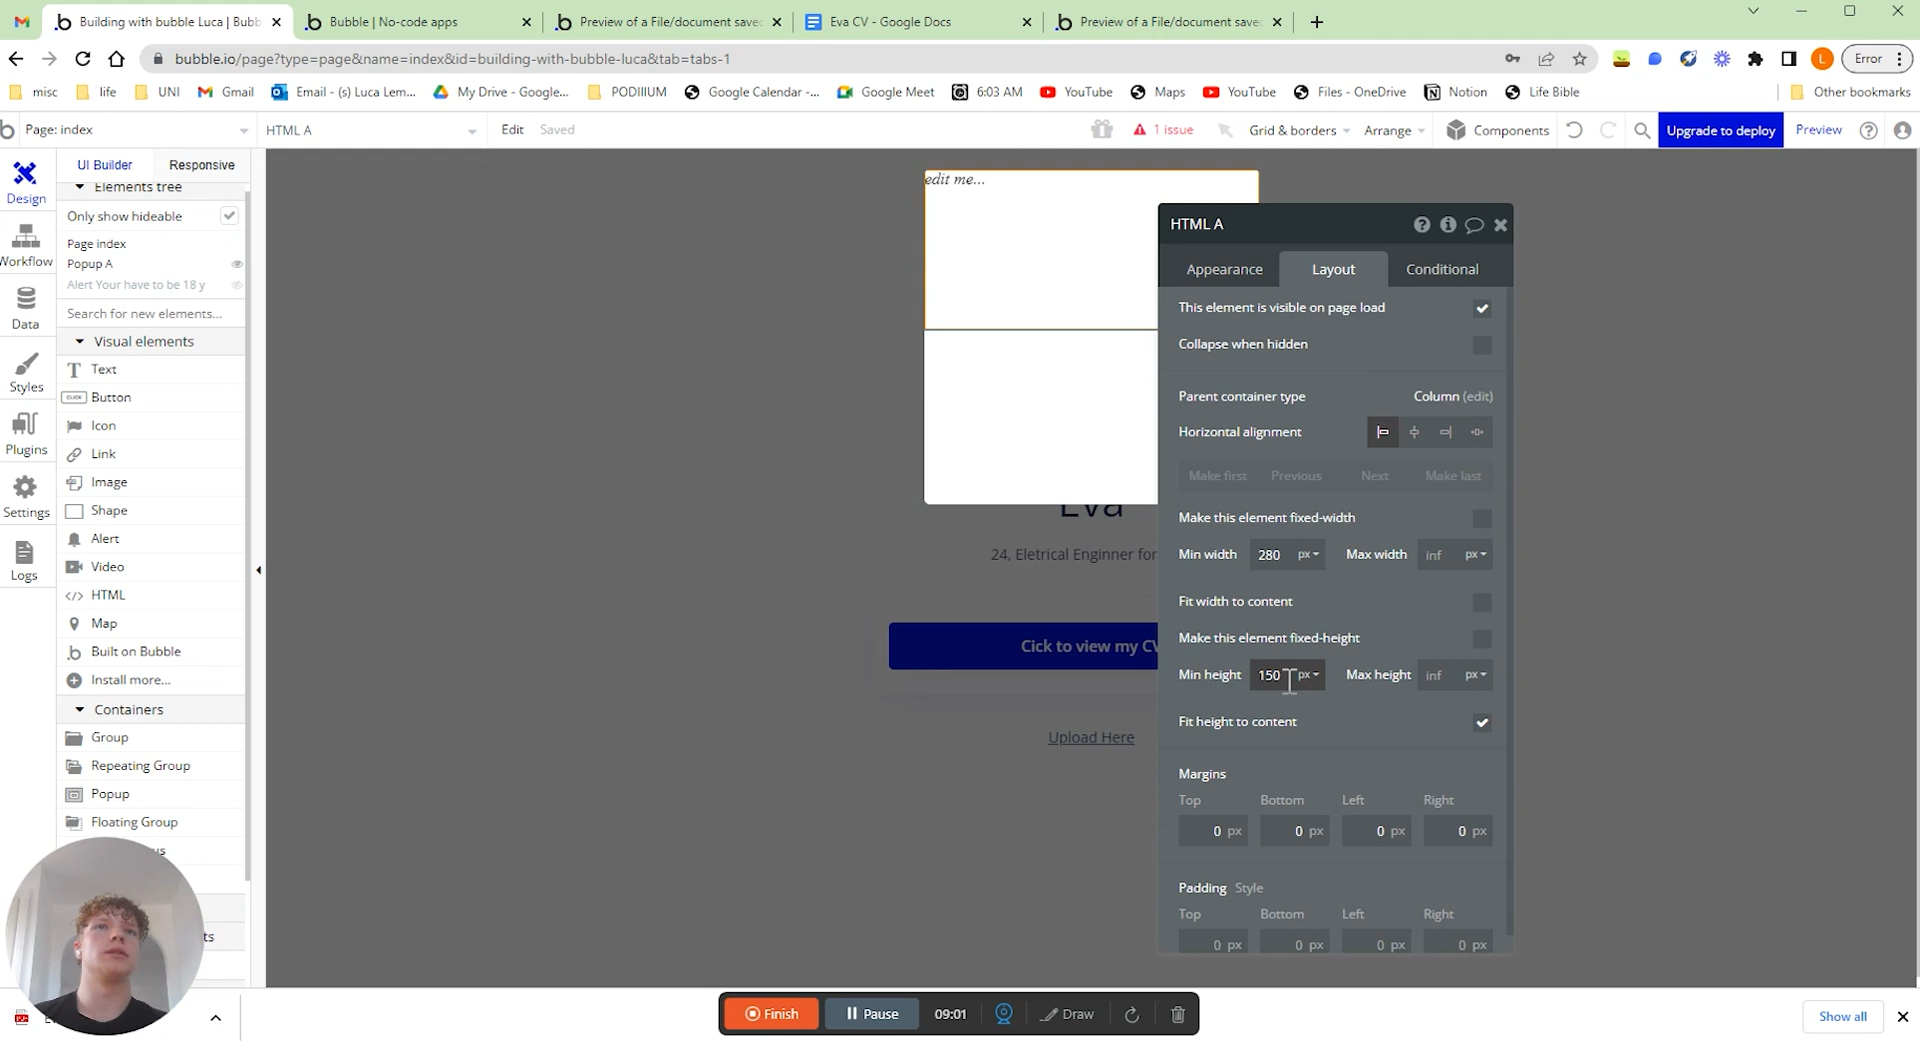 Building with bubble Luca | Bubb
Bubble | No-code apps
Preview of a File/document save
Eva CV - Google Docs
Preview of a File/document save
bubble.io/page?type=page&name=index&id=building-with-bubble-luca&tab=tabs-1
L
Error
misc
life
UNI
Gmail
Email - (s) Luca Lem...
My Drive - Google...
PODIIIUM
Google Calendar -...
Google Meet
6:03 AM
YouTube
Maps
YouTube
Files - OneDrive
Notion
Life Bible
Other bookmarks
Page: index
HTML A
Edit
Saved
1 issue
Grid & borders
Arrange
Components
Upgrade to deploy
Preview
Design
Workflow
Data
Styles
Plugins
Settings
Logs
UI Builder
Responsive
Elements tree
Only show hideable
Page index
Popup A
Alert Your have to be 18 y
Search for new elements...
Visual elements
Text
CLICK
Button
Icon
Link
Image
Shape
Alert
Video
</> HTML
Map
Built on Bubble
Install more...
Containers
Group
Repeating Group
Popup
Floating Group
us
ts
edit me...
Eva
24, Eletrical Enginner for
Cick to view my CV
Upload Here
HTML A
Appearance
Layout
Conditional
This element is visible on page load
Collapse when hidden
Parent container type
Column (edit)
Horizontal alignment
Make first
Previous
Next
Make last
Make this element fixed-width
Min width
280 px
Max width
inf px
Fit width to content
Make this element fixed-height
Min height
150 px
Max height
inf px
Fit height to content
Margins
Top
Bottom
Left
Right
0 px
0 px
0 px
0 px
Padding Style
Top
Bottom
Left
Right
0 px
0 px
0 px
0 px
Finish
Pause
09:01
Draw
Show all